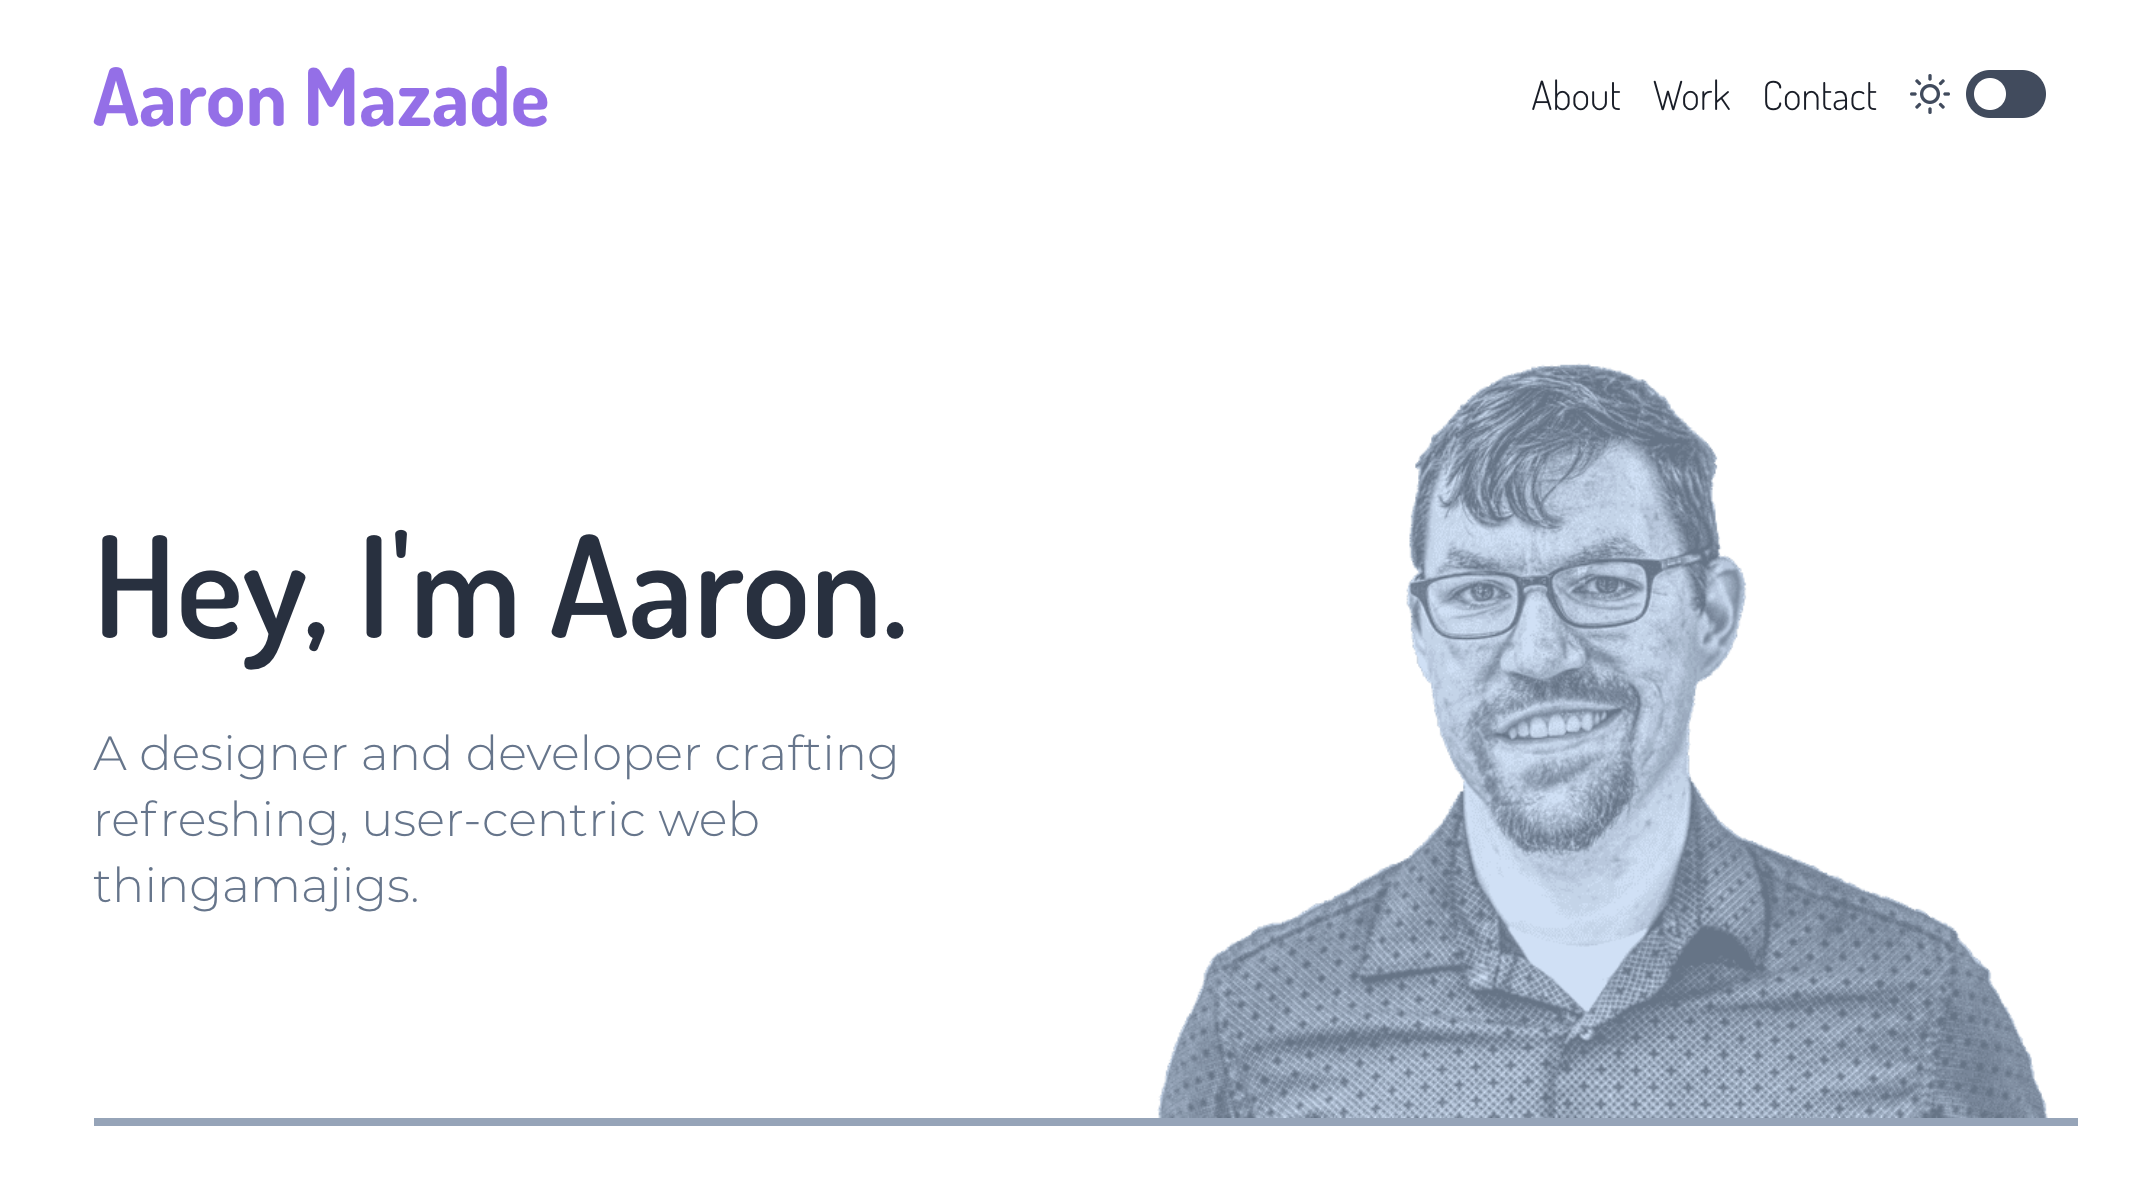 Aaron Mazade
About Work Contact
Hey, I'm Aaron.
A designer and developer crafting
refreshing, user-centric web
thingamajigs.